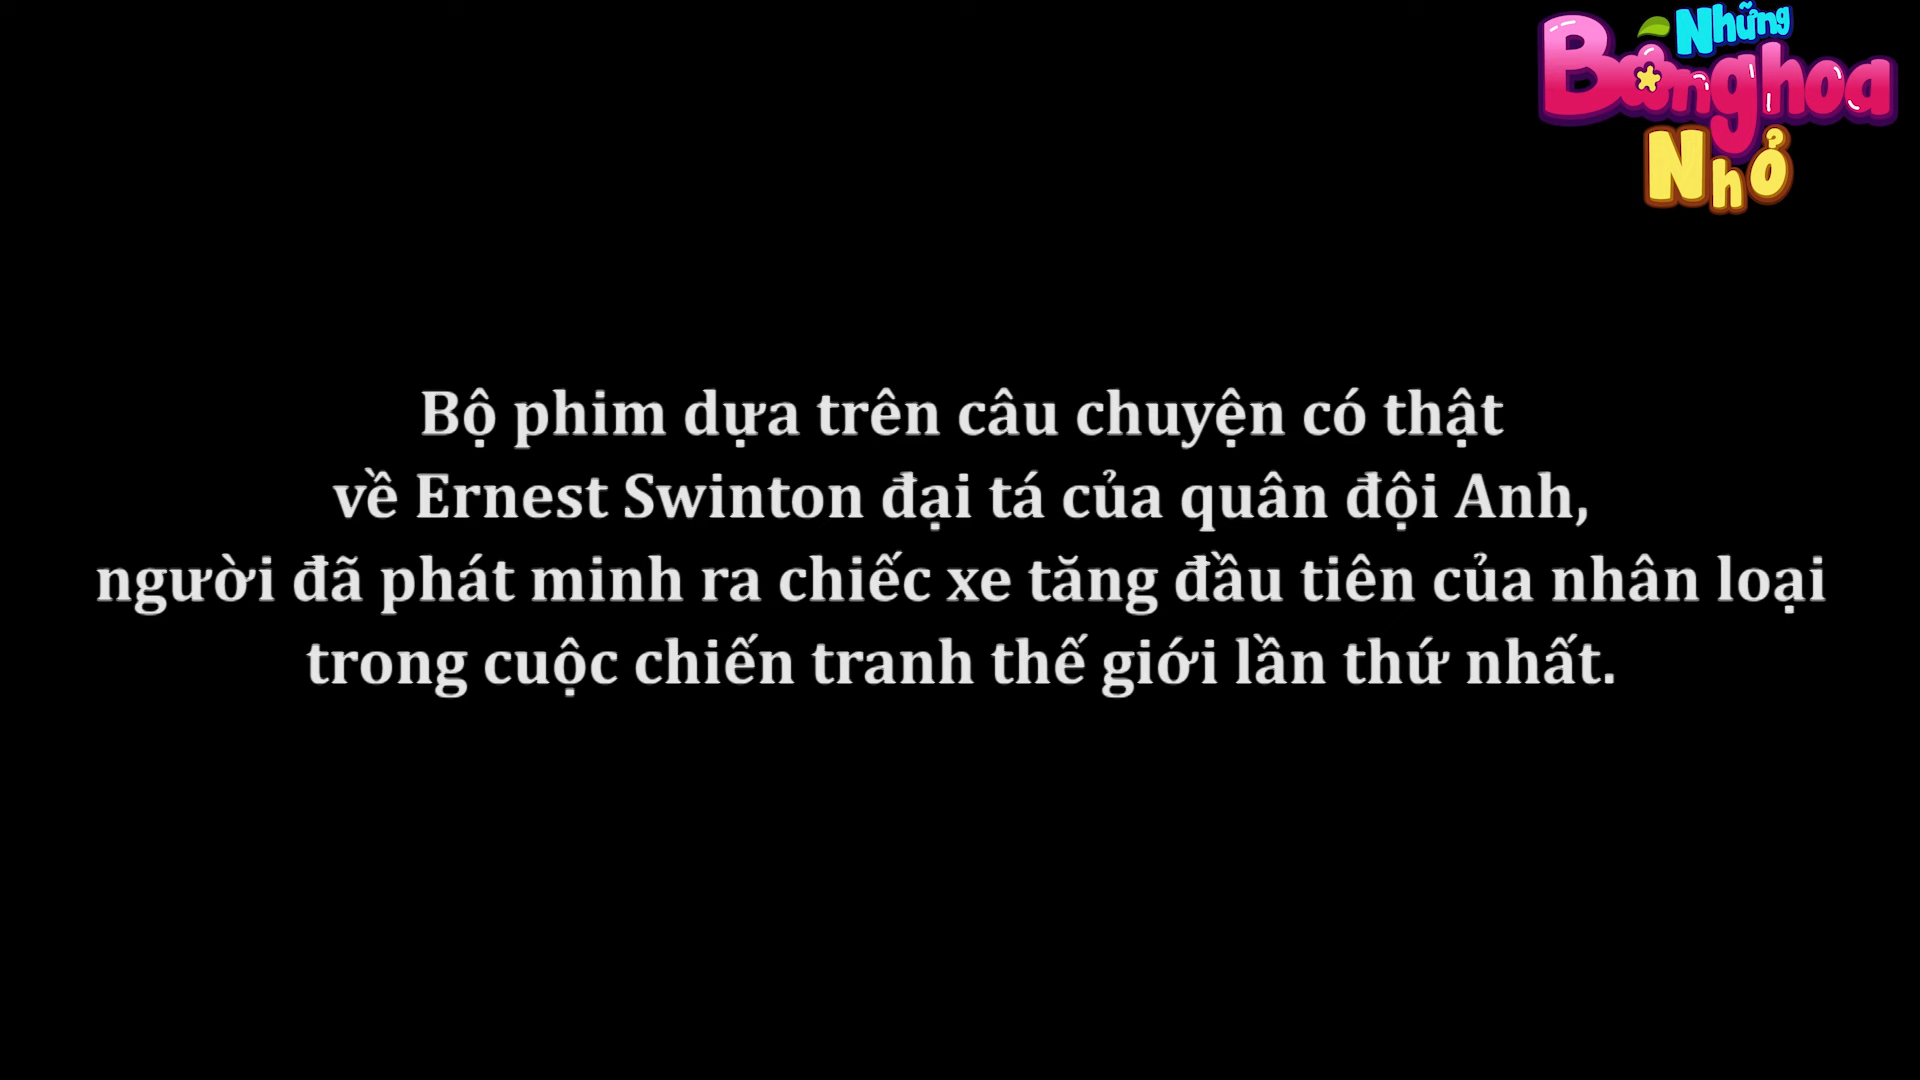 Những
Bông hoa
Nhỏ
Bộ phim dựa trên câu chuyện có thật
về Ernest Swinton đại tá của quân đội Anh,
người đã phát minh ra chiếc xe tăng đầu tiên của nhân loại
trong cuộc chiến tranh thế giới lần thứ nhất.